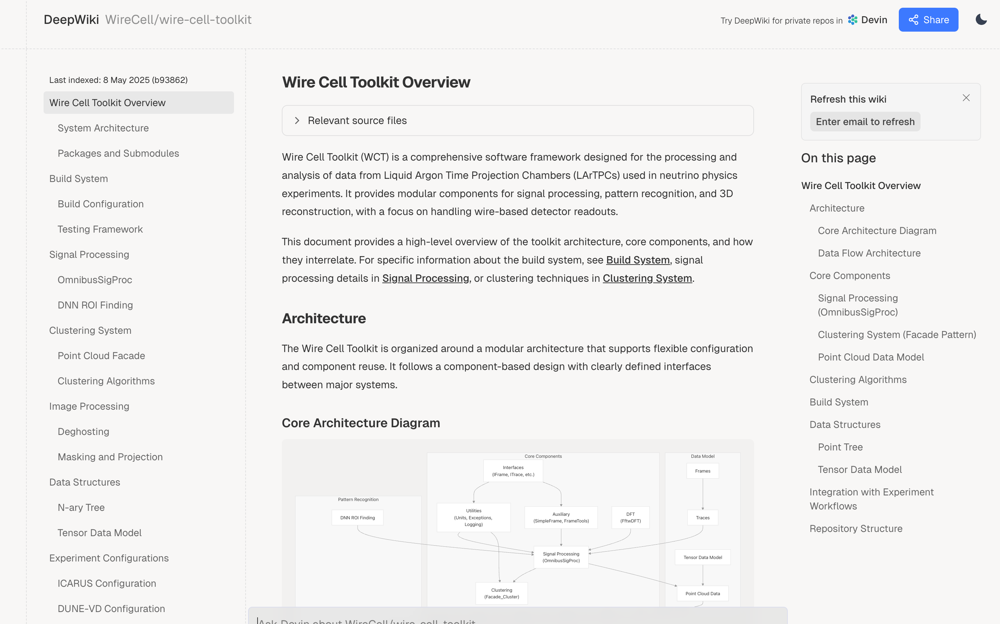 DeepWiki WireCell/wire-cell-toolkit
Try DeepWiki for private repos in Devin
Share
Last indexed: 8 May 2025 (b93862)
Wire Cell Toolkit Overview
System Architecture
Packages and Submodules
Build System
Build Configuration
Testing Framework
Signal Processing
OmnibusSigProc
DNN ROI Finding
Clustering System
Point Cloud Facade
Clustering Algorithms
Image Processing
Deghosting
Masking and Projection
Data Structures
N-ary Tree
Tensor Data Model
Experiment Configurations
ICARUS Configuration
DUNE-VD Configuration
Wire Cell Toolkit Overview
Relevant source files
Wire Cell Toolkit (WCT) is a comprehensive software framework designed for the processing and
analysis of data from Liquid Argon Time Projection Chambers (LArTPCs) used in neutrino physics
experiments. It provides modular components for signal processing, pattern recognition, and 3D
reconstruction, with a focus on handling wire-based detector readouts.
This document provides a high-level overview of the toolkit architecture, core components, and how
they interrelate. For specific information about the build system, see Build System, signal
processing details in Signal Processing, or clustering techniques in Clustering System.
Architecture
The Wire Cell Toolkit is organized around a modular architecture that supports flexible configuration
and component reuse. It follows a component-based design with clearly defined interfaces
between major systems.
Core Architecture Diagram
Core Components
Interfaces
(IFrame, ITrace, etc.)
Utilities
(Units, Exceptions,
Logging)
Auxiliary
(SimpleFrame, FrameTools)
DFT
(FftwDFT)
Signal Processing
(OmnibusSigProc)
Clustering
(Facade_Cluster)
Pattern Recognition
DNN ROI Finding
Data Model
Frames
Traces
Tensor Data Model
Point Cloud Data
Ask Devin about WireCell/wire-cell-toolkit
Refresh this wiki
Enter email to refresh
On this page
Wire Cell Toolkit Overview
Architecture
Core Architecture Diagram
Data Flow Architecture
Core Components
Signal Processing
(OmnibusSigProc)
Clustering System (Facade Pattern)
Point Cloud Data Model
Clustering Algorithms
Build System
Data Structures
Point Tree
Tensor Data Model
Integration with Experiment
Workflows
Repository Structure